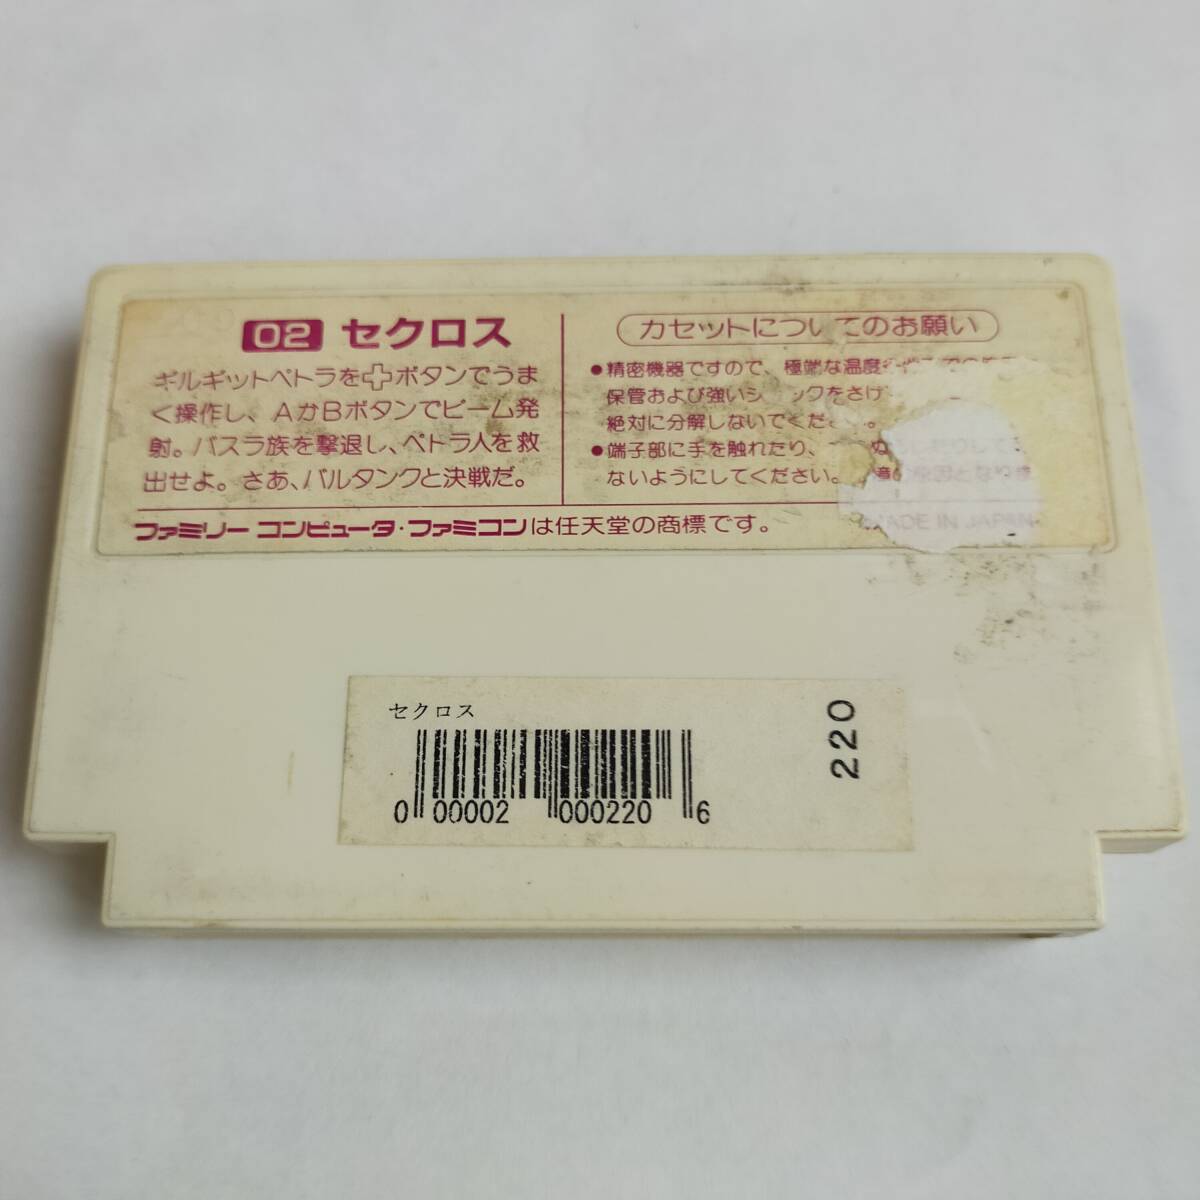 02 セクロス
ギルギットペトラを✚ボタンでうま
く操作し、AかBボタンでビーム発
射。バスラ族を撃退し、ペトラ人を救
出せよ。さあ、バルタンクと決戦だ。
カセットについてのお願い
●精密機器ですので、極端な温度
保管および強いシ ックをさけ
絶対に分解しないでくだ 。
●端子部に手を触れたり、
ないようにしてください。 原因となりま
MADE IN JAPAN
ファミリー コンピュータ・ファミコンは任天堂の商標です。
セクロス
220
0 00002 000220 6